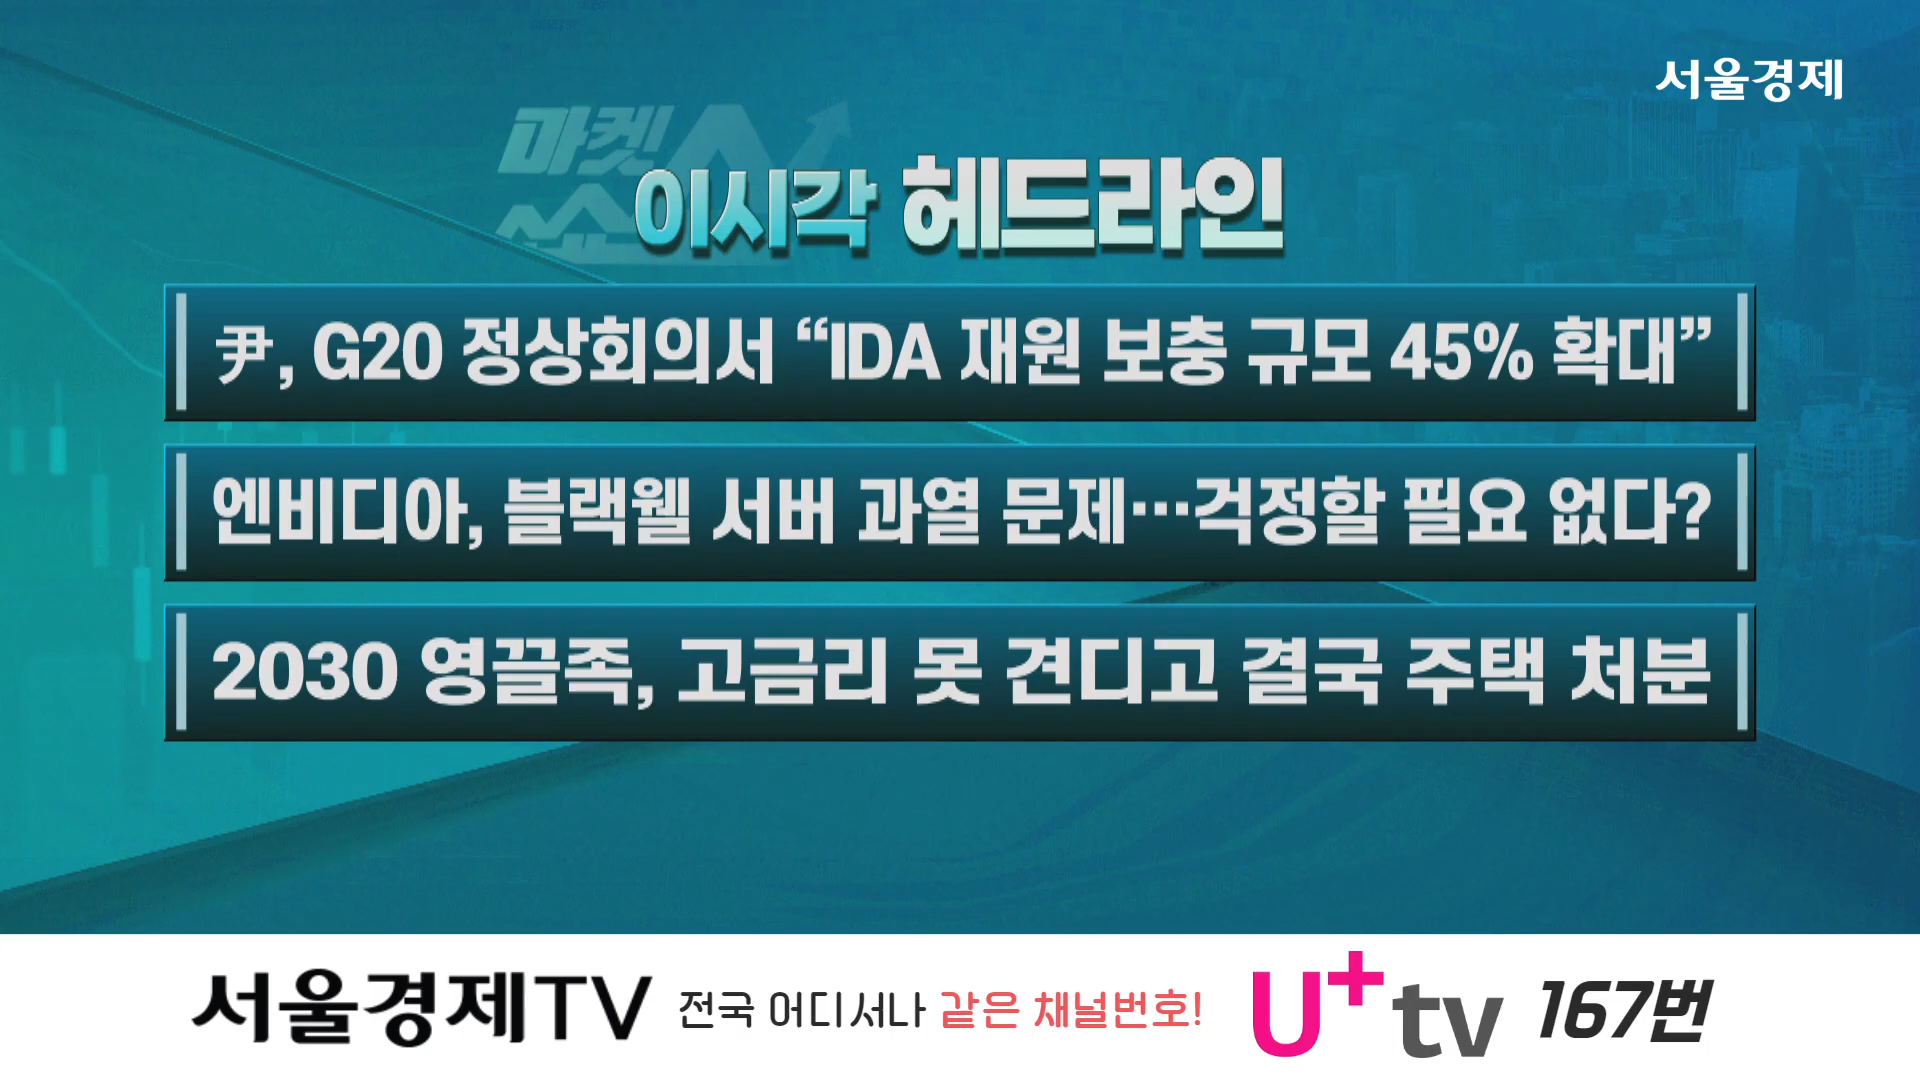 서울경제
마켓
이시각 헤드라인
尹, G20 정상회의서 “IDA 재원 보충 규모 45% 확대”
엔비디아, 블랙웰 서버 과열 문제…걱정할 필요 없다?
2030 영끌족, 고금리 못 견디고 결국 주택 처분
서울경제TV 전국 어디서나 같은 채널번호! U+tv 167번